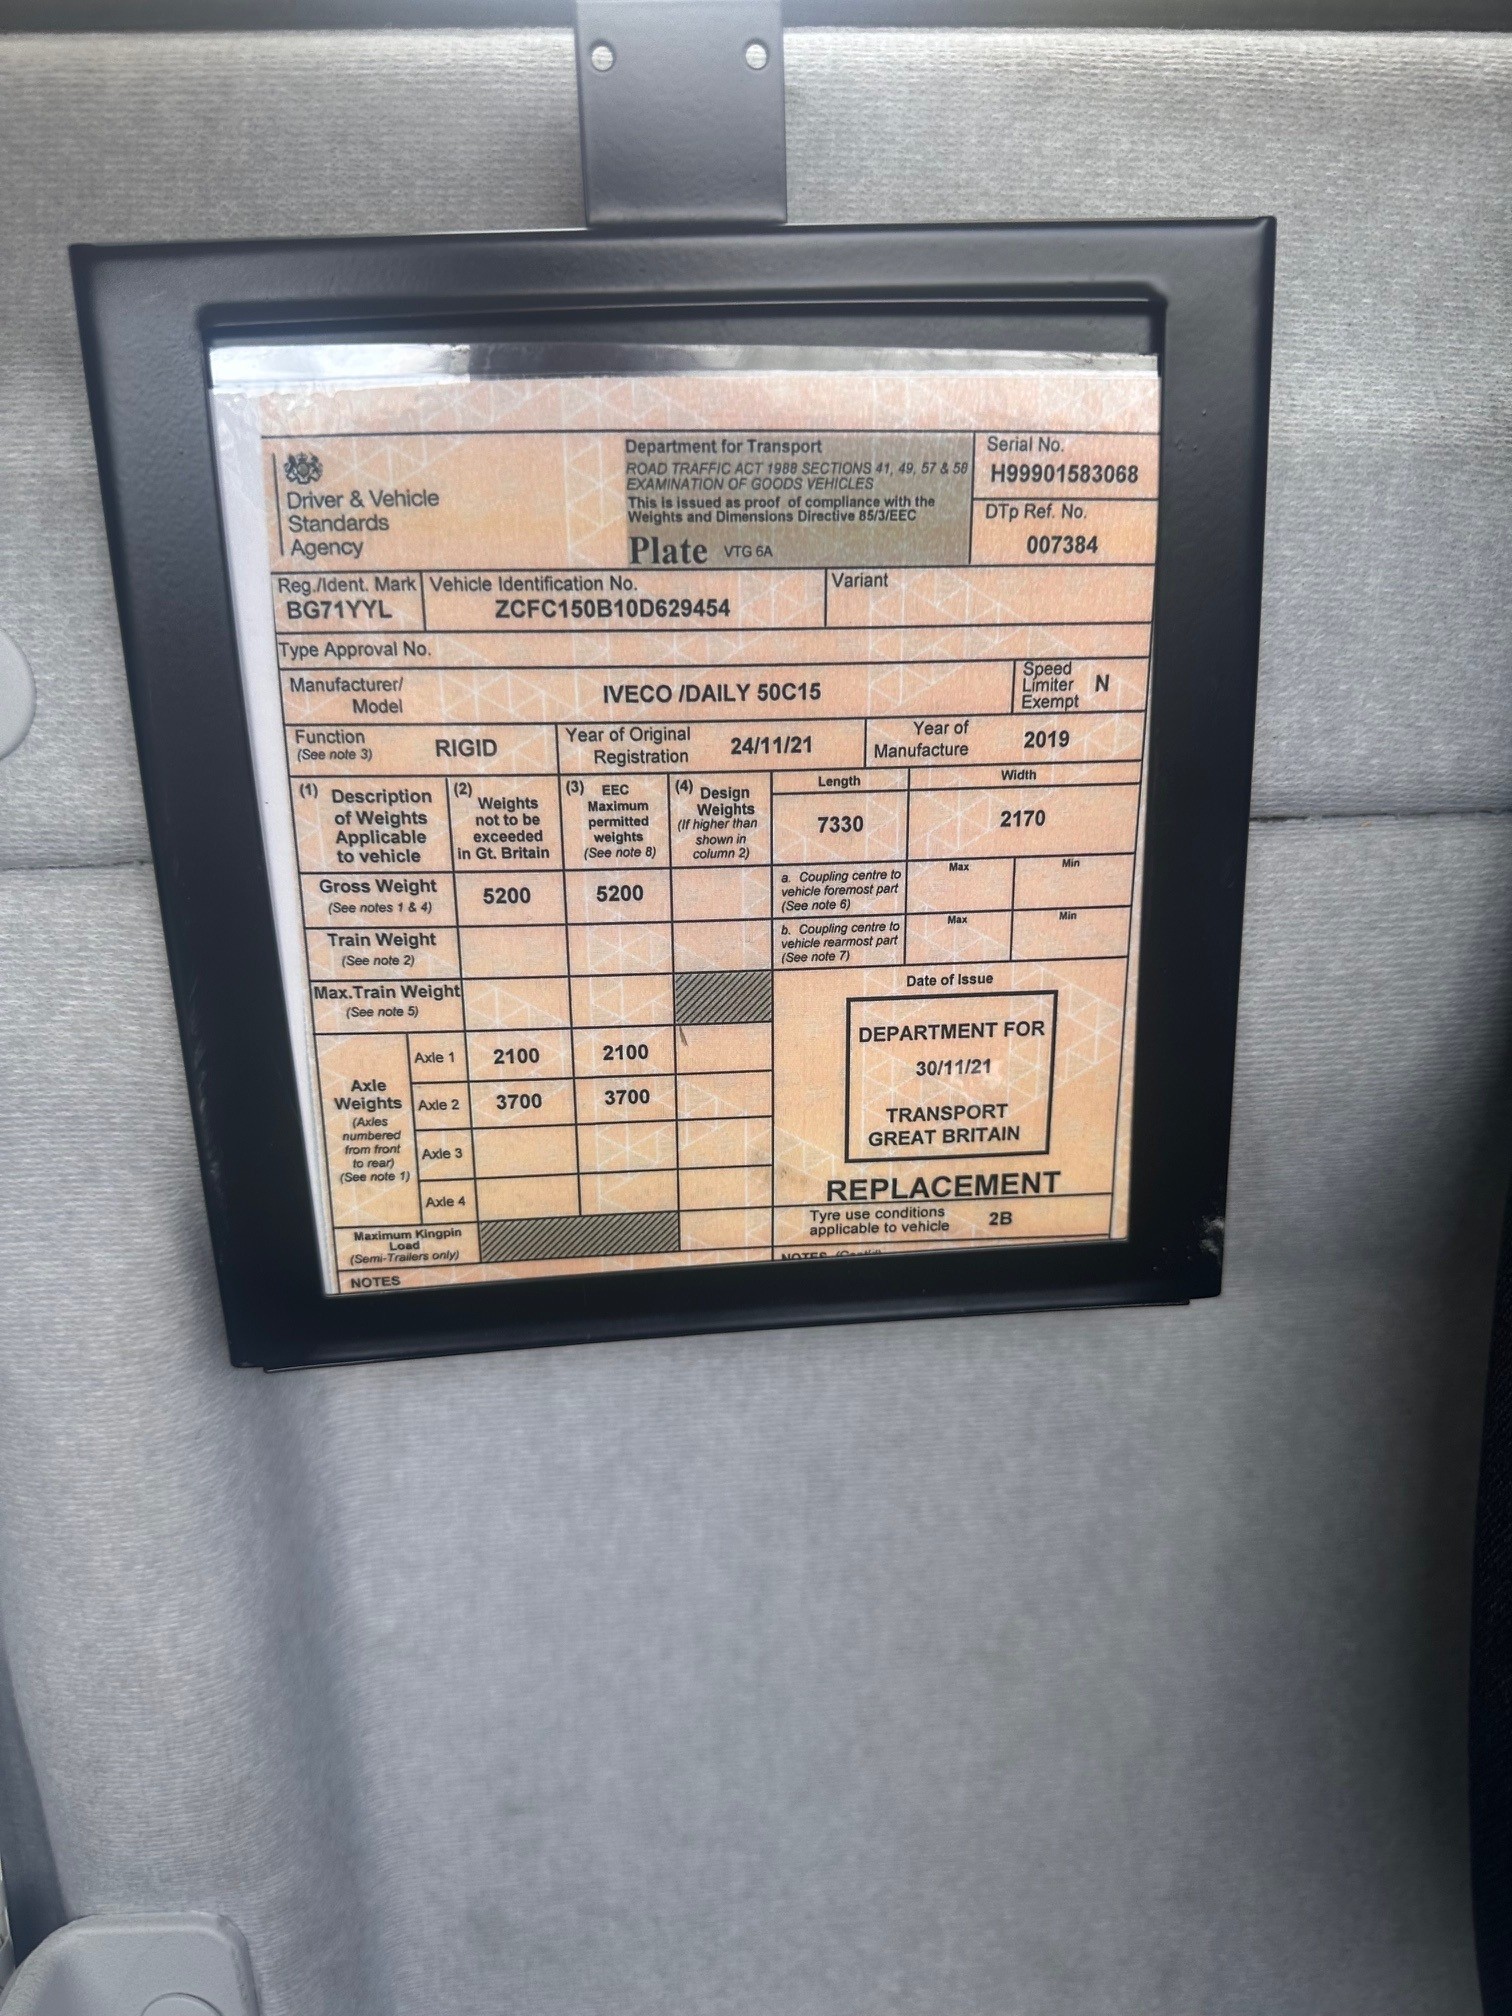 Driver & Vehicle
Standards
Agency
Department for Transport
ROAD TRAFFIC ACT 1988 SECTIONS 41, 49, 57 & 58
EXAMINATION OF GOODS VEHICLES
This is issued as proof of compliance with the
Weights and Dimensions Directive 85/3/EEC
Plate VTG 6A
Serial No.
H99901583068
DTp Ref. No.
007384
Reg./Ident. Mark
BG71YYL
Vehicle Identification No.
ZCFC150B10D629454
Variant
Type Approval No.
Manufacturer/
Model
IVECO /DAILY 50C15
Speed
Limiter
Exempt
N
Function
(See note 3)
RIGID
Year of Original
Registration
24/11/21
Year of
Manufacture
2019
(1) Description
of Weights
Applicable
to vehicle
(2) Weights
not to be
exceeded
in Gt. Britain
(3) EEC
Maximum
permitted
weights
(See note 8)
(4) Design
Weights
(If higher than
shown in
column 2)
Length
7330
Width
2170
Gross Weight
(See notes 1 & 4)
5200
5200
a. Coupling centre to
vehicle foremost part
(See note 6)
Max
Min
Train Weight
(See note 2)
b. Coupling centre to
vehicle rearmost part
(See note 7)
Max
Min
Max.Train Weight
(See note 5)
Axle
Weights
(Axles
numbered
from front
to rear)
(See note 1)
Axle 1
2100
2100
Axle 2
3700
3700
Axle 3
Axle 4
Maximum Kingpin
Load
(Semi-Trailers only)
Date of Issue
DEPARTMENT FOR
30/11/21
TRANSPORT
GREAT BRITAIN
REPLACEMENT
Tyre use conditions
applicable to vehicle
2B
NOTES
NOTES